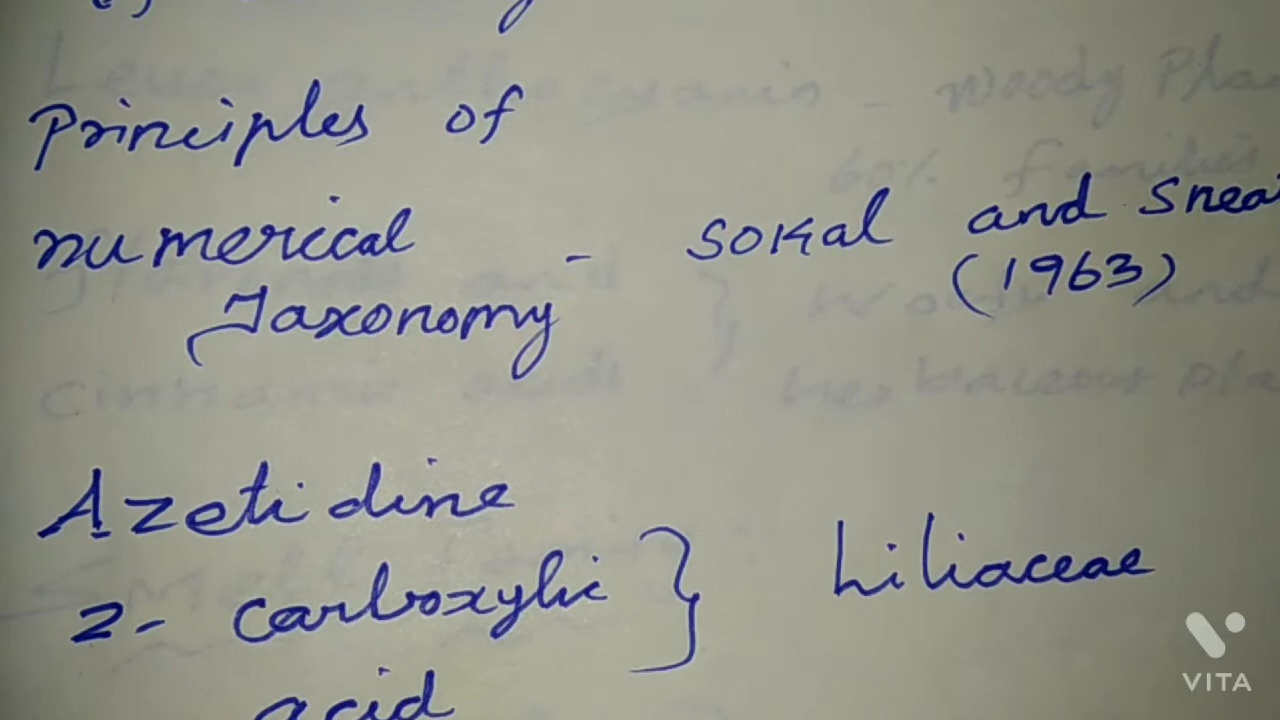 Principles of
numerical - Sokal and Snea
(1963)
Taxonomy
Azetidine
2- carboxylic } Liliaceae
acid
VITA